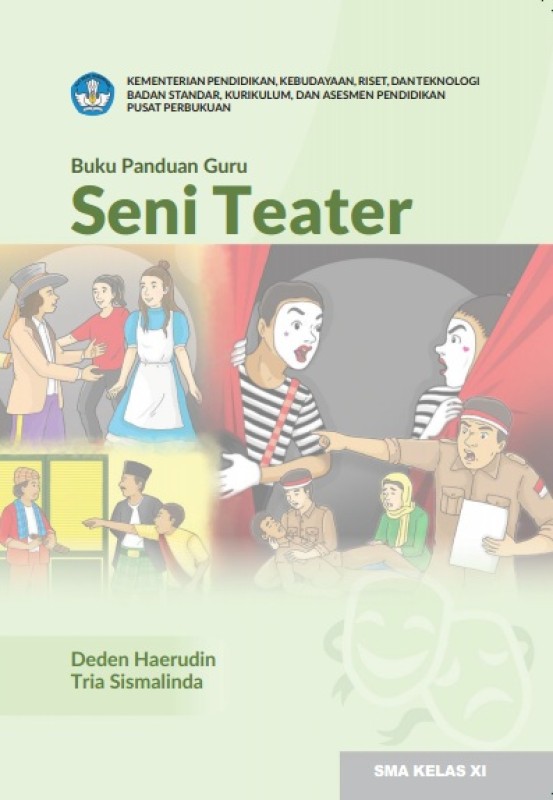 KEMENTERIAN PENDIDIKAN, KEBUDAYAAN, RISET, DAN TEKNOLOGI
BADAN STANDAR, KURIKULUM, DAN ASESMEN PENDIDIKAN
PUSAT PERBUKUAN
Buku Panduan Guru
Seni Teater
Deden Haerudin
Tria Sismalinda
SMA KELAS XI